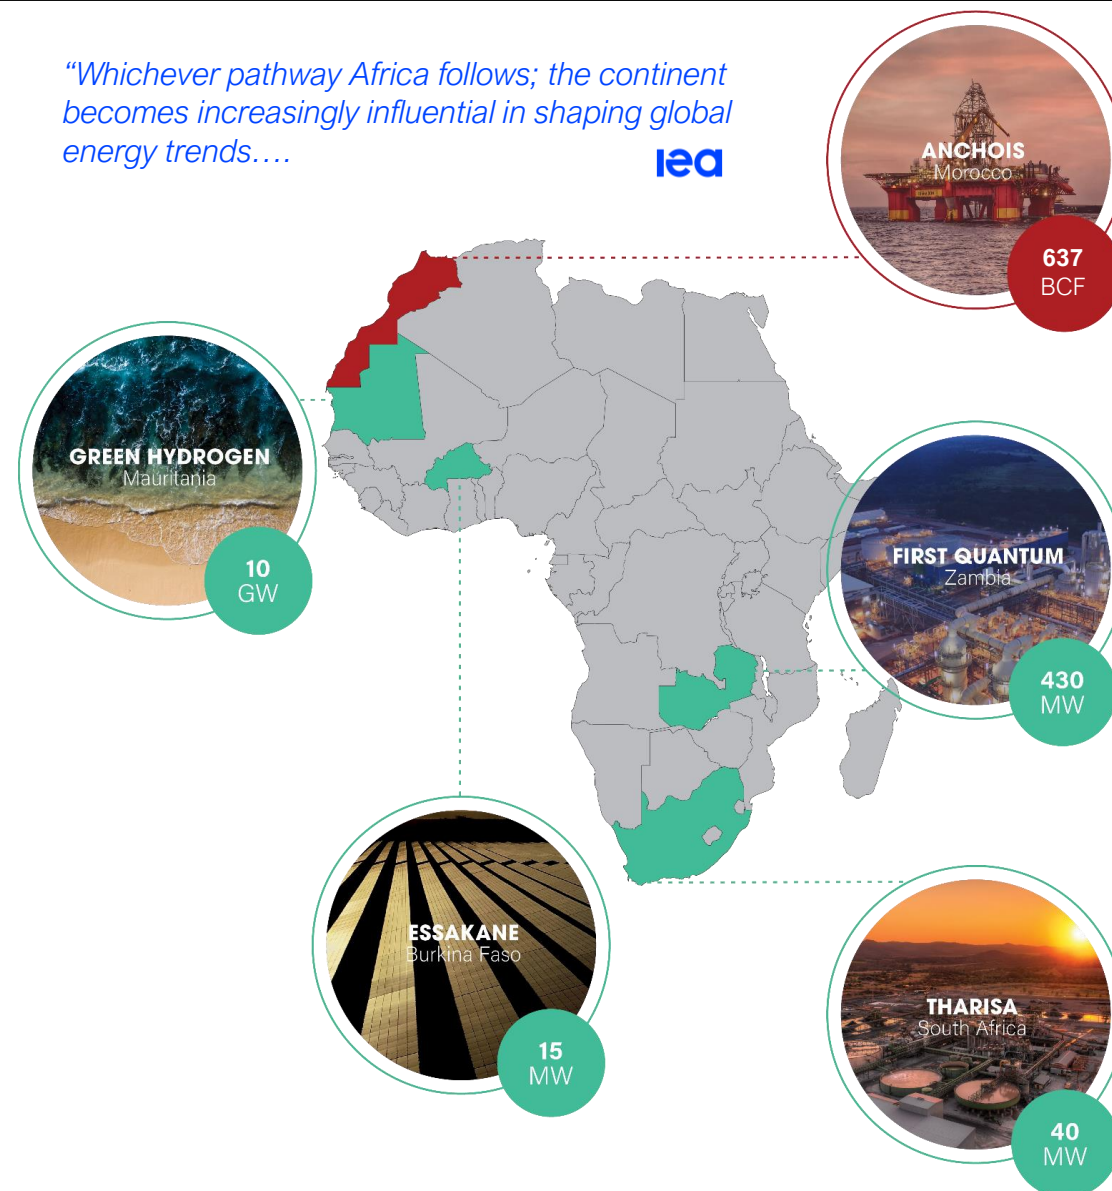 “Whichever pathway Africa follows; the continent
becomes increasingly influential in shaping global
energy trends….
iea
ANCHOIS
Morocco
637
BCF
GREEN HYDROGEN
Mauritania
10
GW
FIRST QUANTUM
Zambia
430
MW
ESSAKANE
Burkina Faso
15
MW
THARISA
South Africa
40
MW